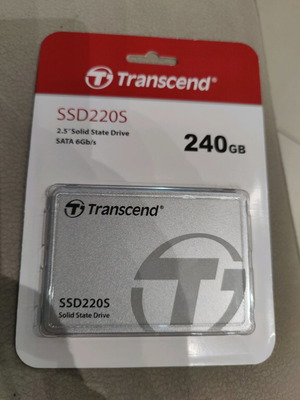 Transcend
SSD220S
2.5" Solid State Drive
SATA 6Gb/s
240GB
Transcend
SSD220S
Solid State Drive